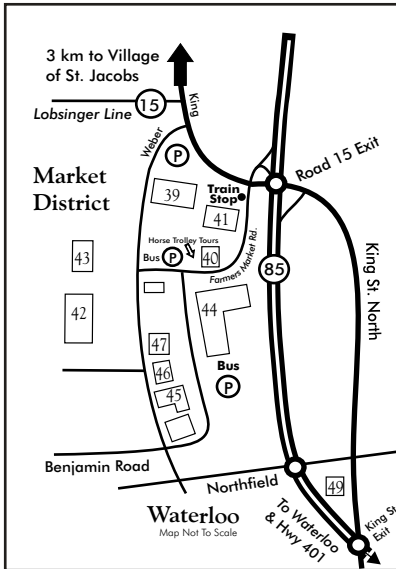 3 km to Village
of St. Jacobs
King
15
Lobsinger Line
Weber
P
Road 15 Exit
Market
District
39
Train
Stop
41
Horse Trolley Tours
Bus P
40
Farmers Market Rd.
43
85
King St. North
42
44
47
46
Bus
P
45
Benjamin Road
Northfield
49
Waterloo
Map Not To Scale
To Waterloo
& Hwy 401
King St.
Exit